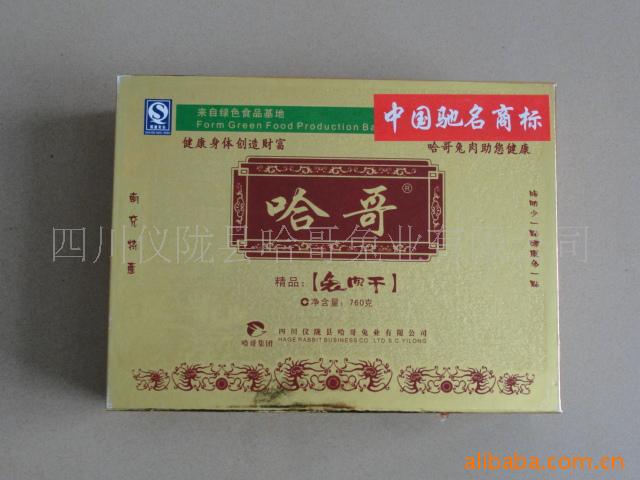 来自绿色食品基地
Form Green Food Production Ba
中国驰名商标
健康身体创造财富
哈哥兔肉助您健康
哈哥®
南充特产
四川仪陇县哈哥兔业有限公司
精品:【兔肉干】
净含量:760克
哈哥集团
四川仪陇县哈哥兔业有限公司
HAGE RABBIT BUSINESS CO. LTD S.C YILONG
alibaba.com.cn